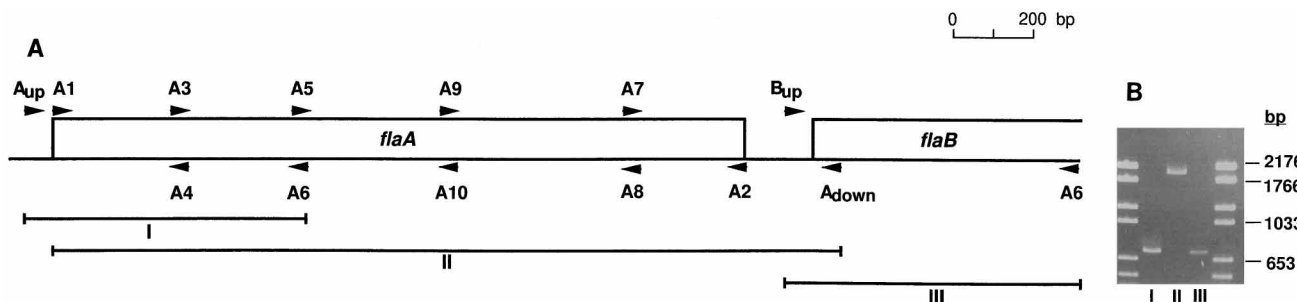 0 200 bp
A
Aup A1 A3 A5 A9 A7 Bup
flaA flaB
A4 A6 A10 A8 A2 Adown A6
I
II
III
B
bp
2176
1766
1033
653
I II III